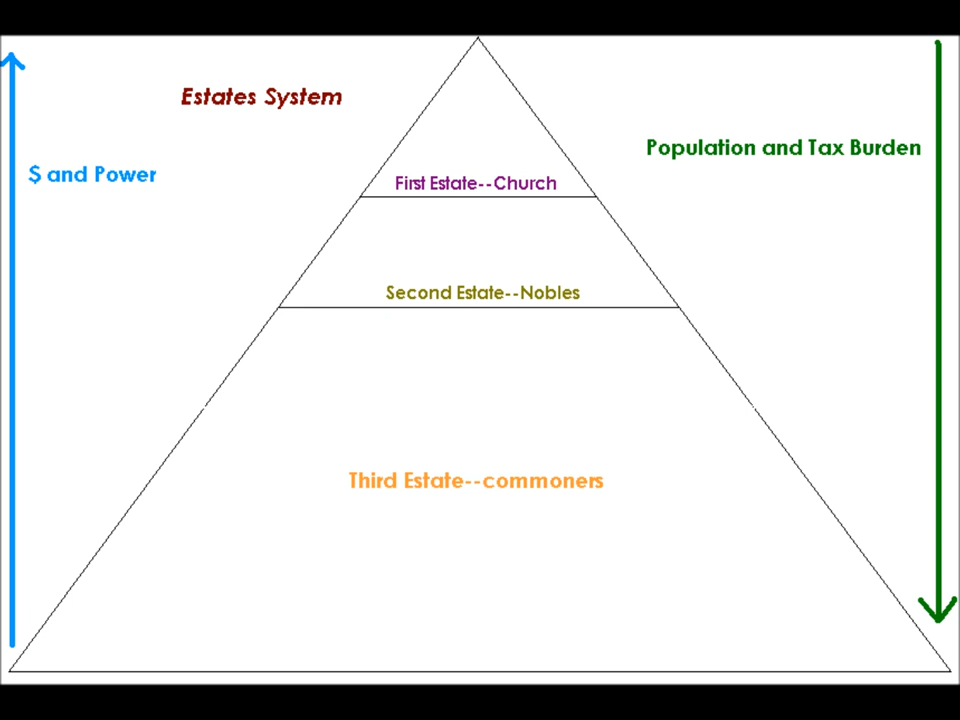 Estates System
Population and Tax Burden
$ and Power
First Estate--Church
Second Estate--Nobles
Third Estate--commoners